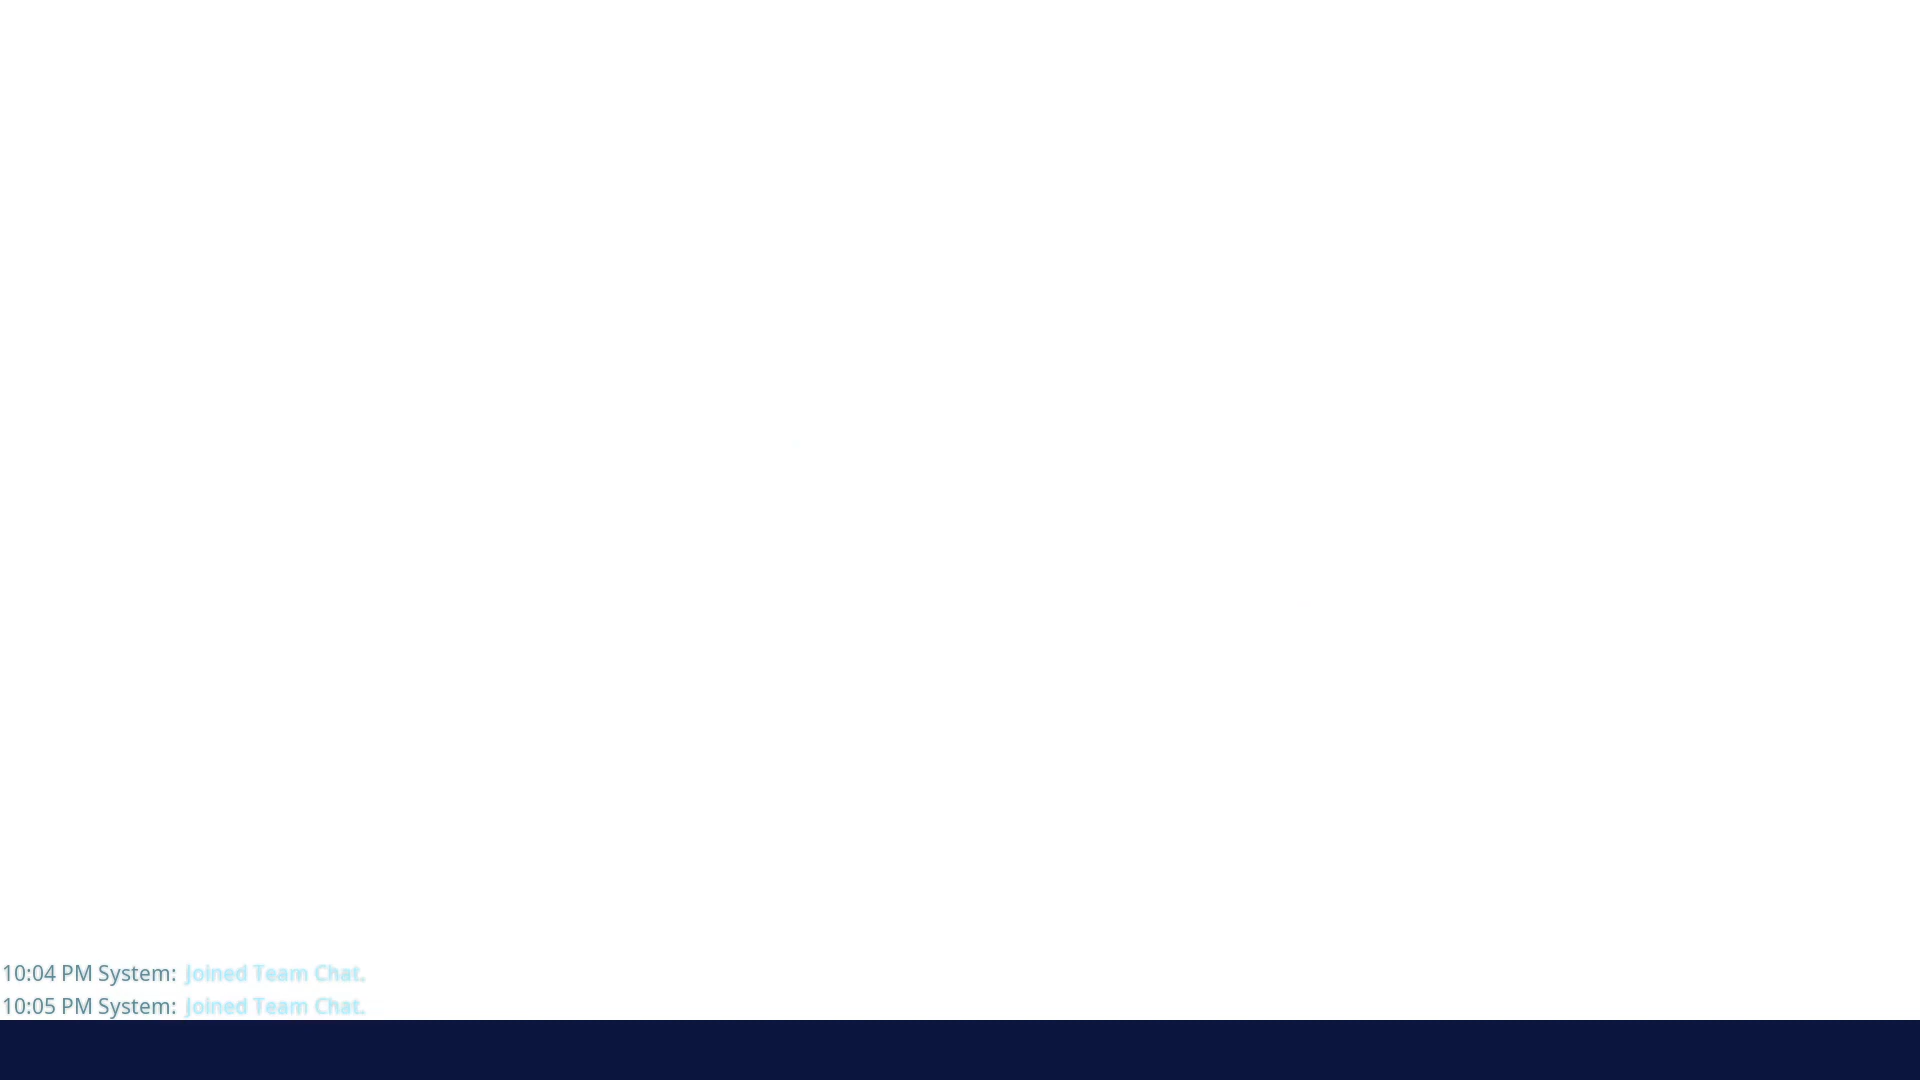 10:04 PM System: Joined Team Chat.
10:05 PM System: Joined Team Chat.